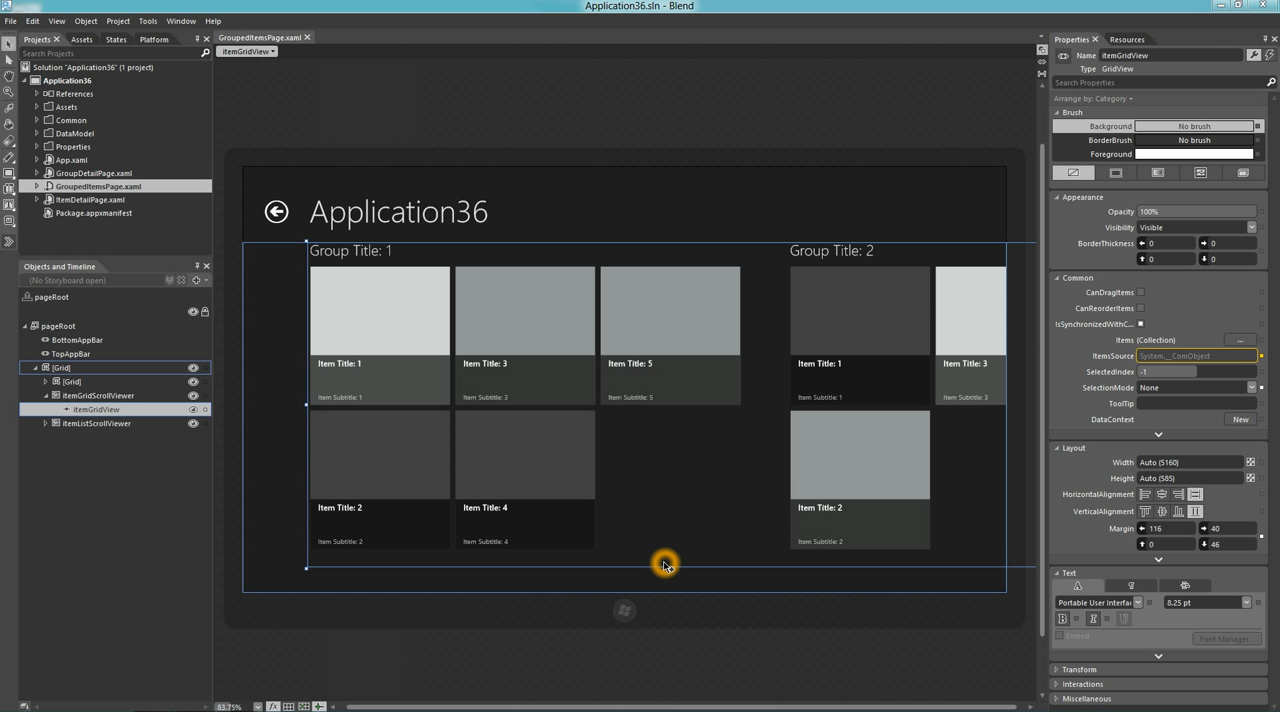 Application36.sln - Blend
File Edit View Object Project Tools Window Help
Projects Assets States Platform
Search Projects
Solution "Application36" (1 project)
Application36
References
Assets
Common
DataModel
Properties
App.xaml
GroupDetailPage.xaml
GroupedItemsPage.xaml
ItemDetailPage.xaml
Package.appxmanifest
Objects and Timeline
(No Storyboard open)
pageRoot
pageRoot
BottomAppBar
TopAppBar
[Grid]
[Grid]
itemGridScrollViewer
itemGridView
itemListScrollViewer
GroupedItemsPage.xaml
itemGridView
Application36
Group Title: 1 Group Title: 2
Item Title: 1 Item Title: 3 Item Title: 5 Item Title: 1 Item Title: 3
Item Subtitle: 1 Item Subtitle: 3 Item Subtitle: 5 Item Subtitle: 1 Item Subtitle: 3
Item Title: 2 Item Title: 4 Item Title: 2
Item Subtitle: 2 Item Subtitle: 4 Item Subtitle: 2
83.75%
Properties Resources
Name itemGridView
Type GridView
Search Properties
Arrange by: Category
Brush
Background No brush
BorderBrush No brush
Foreground
Appearance
Opacity 100%
Visibility Visible
BorderThickness 0 0
0 0
Common
CanDragItems
CanReorderItems
IsSynchronizedWithC...
Items (Collection) ...
ItemsSource System.__ComObject
SelectedIndex -1
SelectionMode None
ToolTip
DataContext New
Layout
Width Auto (5160)
Height Auto (585)
HorizontalAlignment
VerticalAlignment
Margin 116 40
0 46
Text
Portable User Interfac 8.25 pt
B I U
Embed Font Manager...
Transform
Interactions
Miscellaneous